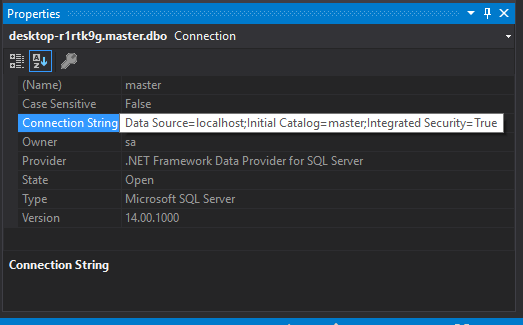 Properties
desktop-r1rtk9g.master.dbo Connection
(Name) master
Case Sensitive False
Connection String Data Source=localhost;Initial Catalog=master;Integrated Security=True
Owner sa
Provider .NET Framework Data Provider for SQL Server
State Open
Type Microsoft SQL Server
Version 14.00.1000
Connection String